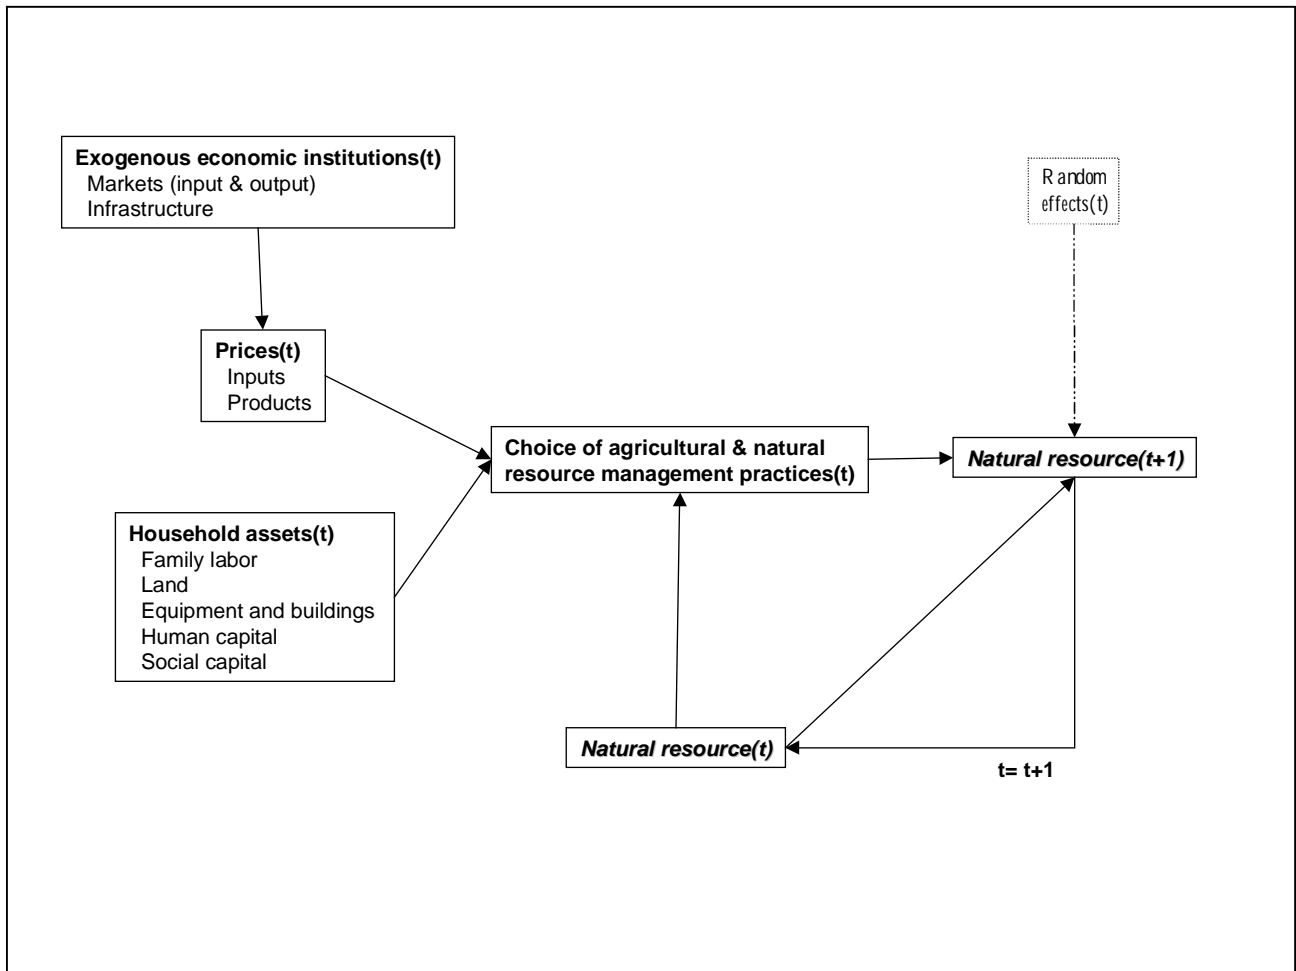 Exogenous economic institutions(t)
Markets (input & output)
Infrastructure
Random
effects(t)
Prices(t)
Inputs
Products
Choice of agricultural & natural
resource management practices(t)
Natural resource(t+1)
Household assets(t)
Family labor
Land
Equipment and buildings
Human capital
Social capital
Natural resource(t)
t= t+1